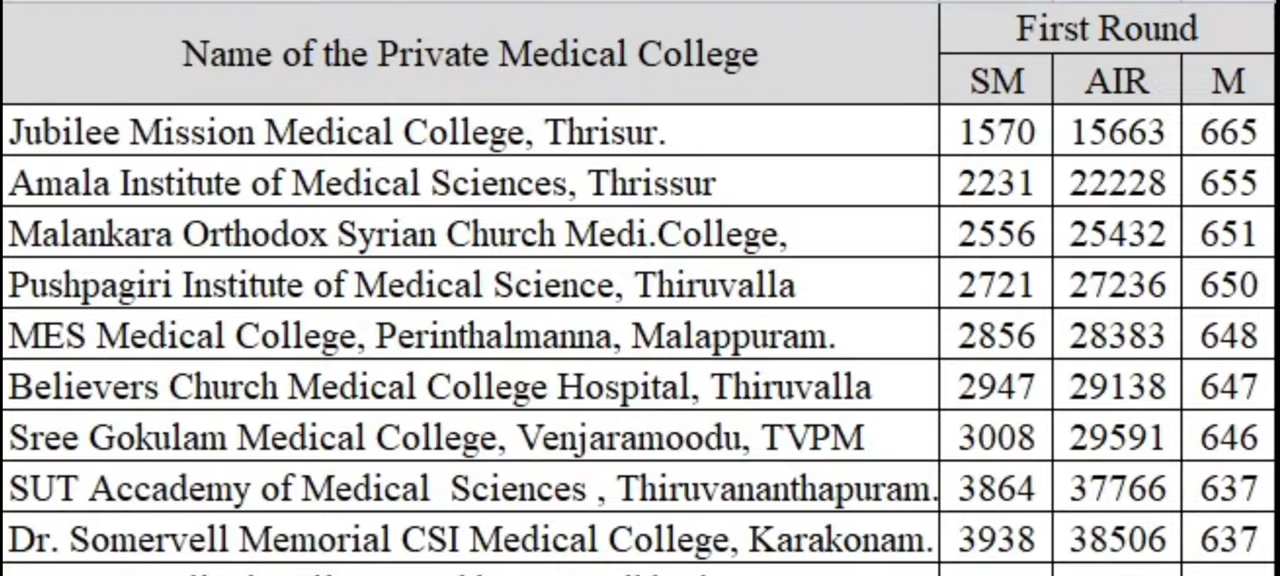 Name of the Private Medical College First Round
SM AIR M
Jubilee Mission Medical College, Thrisur. 1570 15663 665
Amala Institute of Medical Sciences, Thrissur 2231 22228 655
Malankara Orthodox Syrian Church Medi.College, 2556 25432 651
Pushpagiri Institute of Medical Science, Thiruvalla 2721 27236 650
MES Medical College, Perinthalmanna, Malappuram. 2856 28383 648
Believers Church Medical College Hospital, Thiruvalla 2947 29138 647
Sree Gokulam Medical College, Venjaramoodu, TVPM 3008 29591 646
SUT Accademy of Medical  Sciences , Thiruvananthapuram. 3864 37766 637
Dr. Somervell Memorial CSI Medical College, Karakonam. 3938 38506 637